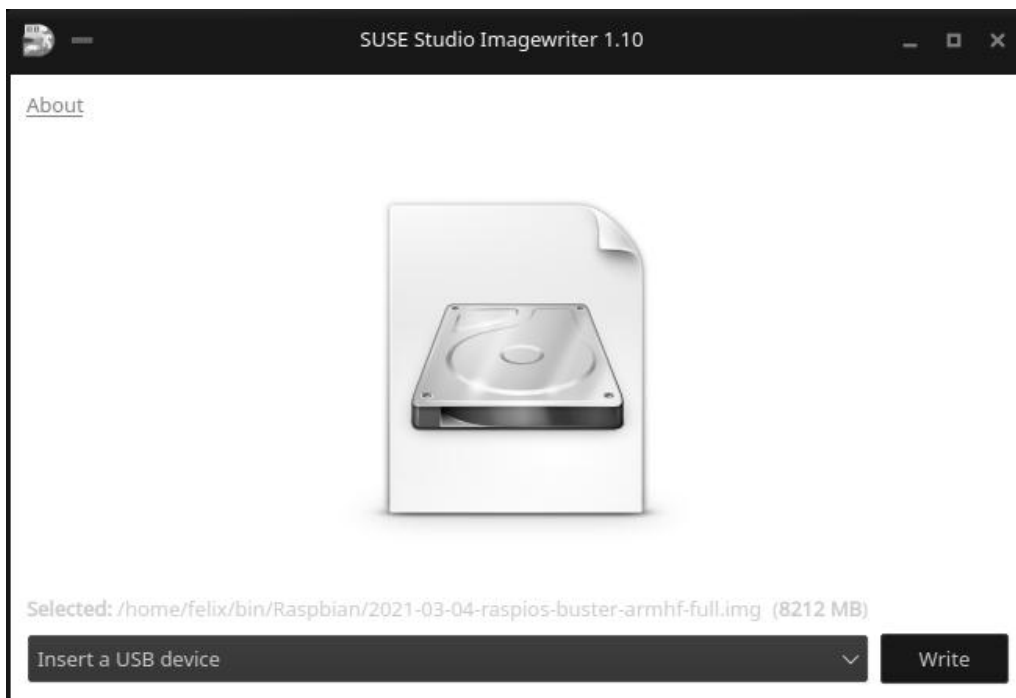 SUSE Studio Imagewriter 1.10
About
Selected: /home/felix/bin/Raspbian/2021-03-04-raspios-buster-armhf-full.img (8212 MB)
Insert a USB device
Write